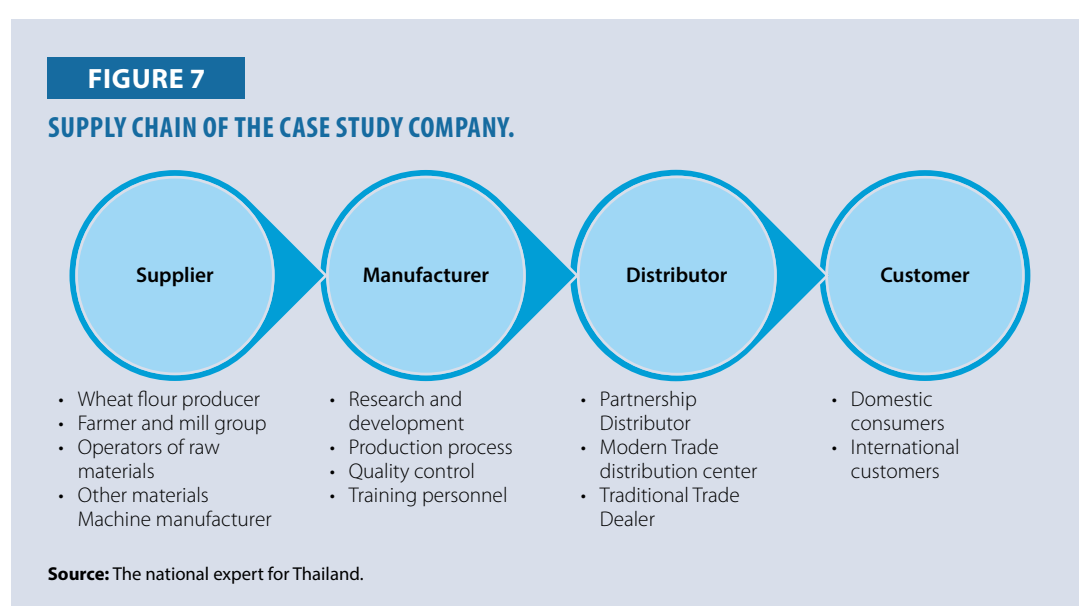 FIGURE 7
SUPPLY CHAIN OF THE CASE STUDY COMPANY.
Supplier
Manufacturer
Distributor
Customer
• Wheat flour producer
• Farmer and mill group
• Operators of raw
materials
• Other materials
Machine manufacturer
• Research and
development
• Production process
• Quality control
• Training personnel
• Partnership
Distributor
• Modern Trade
distribution center
• Traditional Trade
Dealer
• Domestic
consumers
• International
customers
Source: The national expert for Thailand.